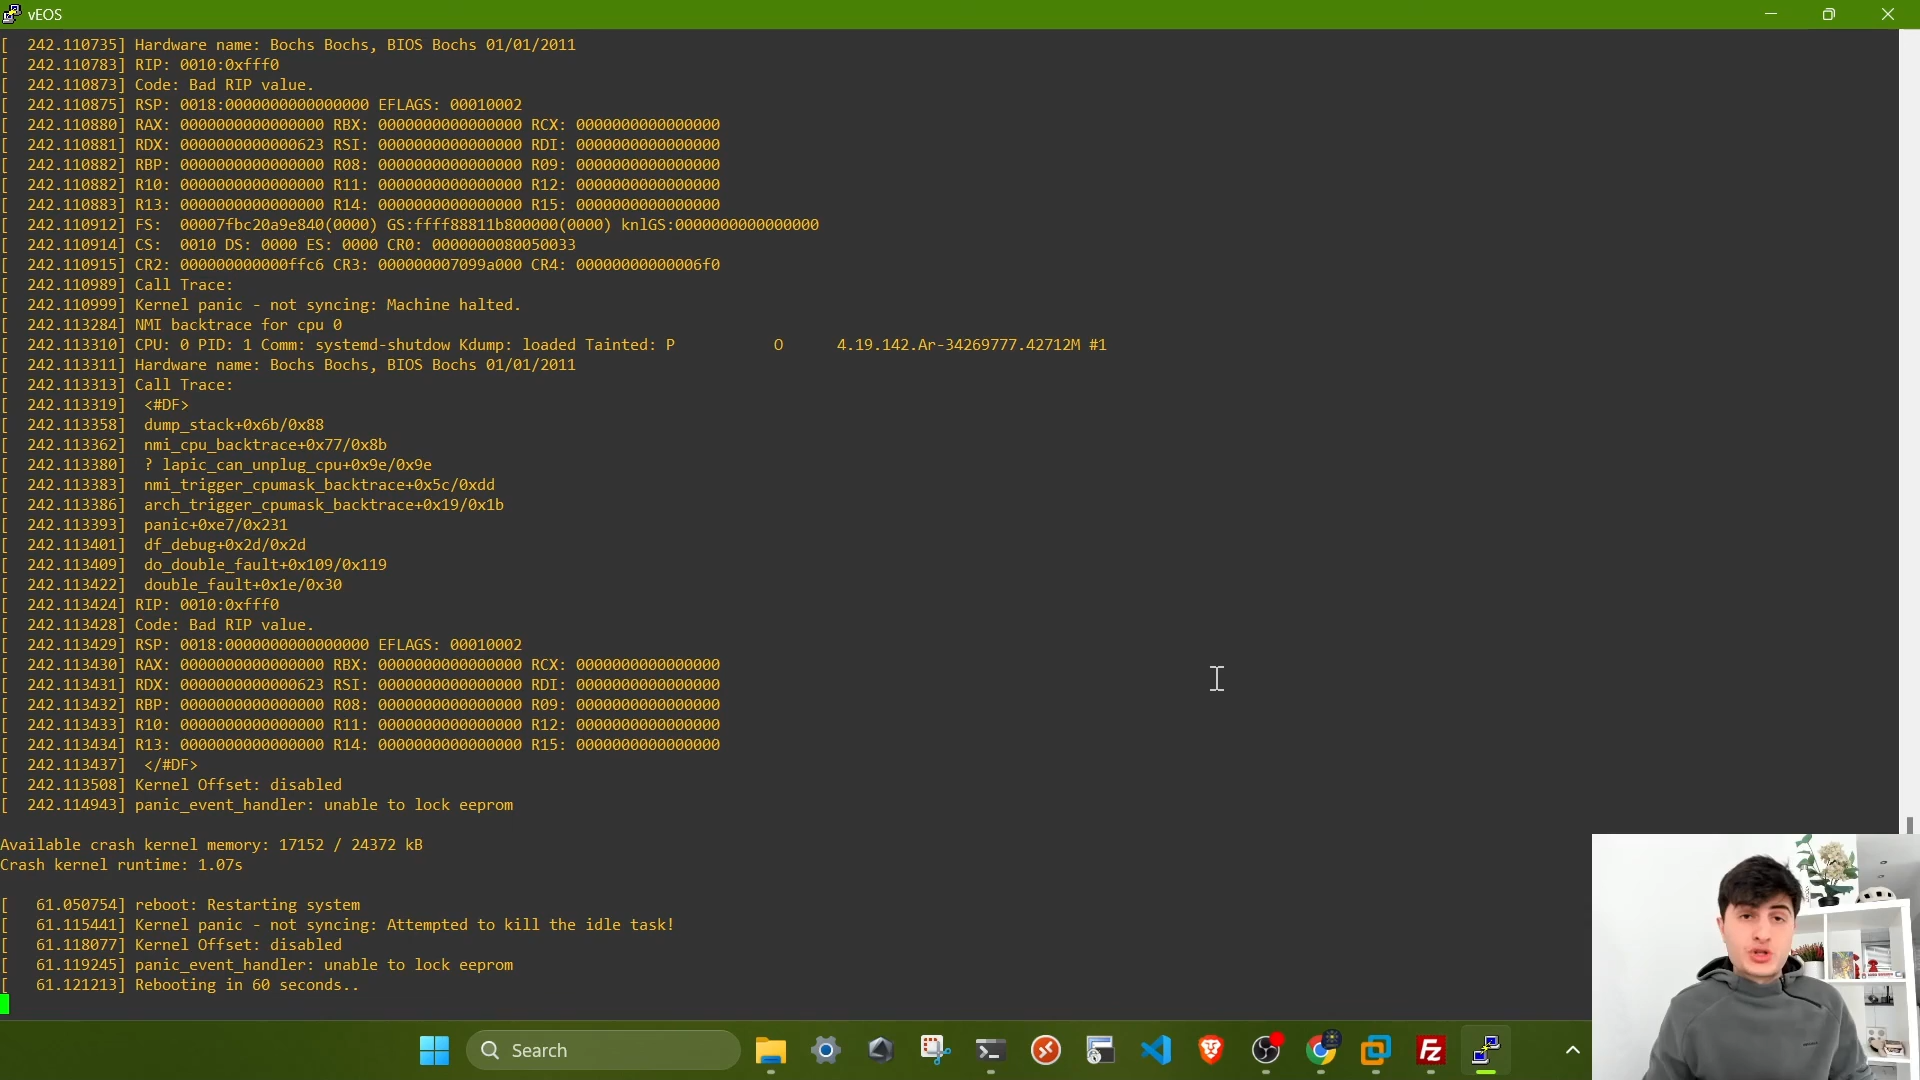 vEOS
[  242.110735] Hardware name: Bochs Bochs, BIOS Bochs 01/01/2011
[  242.110783] RIP: 0010:0xfff0
[  242.110873] Code: Bad RIP value.
[  242.110875] RSP: 0018:0000000000000000 EFLAGS: 00010002
[  242.110880] RAX: 0000000000000000 RBX: 0000000000000000 RCX: 0000000000000000
[  242.110881] RDX: 0000000000000623 RSI: 0000000000000000 RDI: 0000000000000000
[  242.110882] RBP: 0000000000000000 R08: 0000000000000000 R09: 0000000000000000
[  242.110882] R10: 0000000000000000 R11: 0000000000000000 R12: 0000000000000000
[  242.110883] R13: 0000000000000000 R14: 0000000000000000 R15: 0000000000000000
[  242.110912] FS:  00007fbc20a9e840(0000) GS:ffff88811b800000(0000) knlGS:0000000000000000
[  242.110914] CS:  0010 DS: 0000 ES: 0000 CR0: 0000000080050033
[  242.110915] CR2: 000000000000ffc6 CR3: 000000007099a000 CR4: 00000000000006f0
[  242.110989] Call Trace:
[  242.110999] Kernel panic - not syncing: Machine halted.
[  242.113284] NMI backtrace for cpu 0
[  242.113310] CPU: 0 PID: 1 Comm: systemd-shutdow Kdump: loaded Tainted: P           O      4.19.142.Ar-34269777.42712M #1
[  242.113311] Hardware name: Bochs Bochs, BIOS Bochs 01/01/2011
[  242.113313] Call Trace:
[  242.113319]  <#DF>
[  242.113358]  dump_stack+0x6b/0x88
[  242.113362]  nmi_cpu_backtrace+0x77/0x8b
[  242.113380]  ? lapic_can_unplug_cpu+0x9e/0x9e
[  242.113383]  nmi_trigger_cpumask_backtrace+0x5c/0xdd
[  242.113386]  arch_trigger_cpumask_backtrace+0x19/0x1b
[  242.113393]  panic+0xe7/0x231
[  242.113401]  df_debug+0x2d/0x2d
[  242.113409]  do_double_fault+0x109/0x119
[  242.113422]  double_fault+0x1e/0x30
[  242.113424] RIP: 0010:0xfff0
[  242.113428] Code: Bad RIP value.
[  242.113429] RSP: 0018:0000000000000000 EFLAGS: 00010002
[  242.113430] RAX: 0000000000000000 RBX: 0000000000000000 RCX: 0000000000000000
[  242.113431] RDX: 0000000000000623 RSI: 0000000000000000 RDI: 0000000000000000
[  242.113432] RBP: 0000000000000000 R08: 0000000000000000 R09: 0000000000000000
[  242.113433] R10: 0000000000000000 R11: 0000000000000000 R12: 0000000000000000
[  242.113434] R13: 0000000000000000 R14: 0000000000000000 R15: 0000000000000000
[  242.113437]  </#DF>
[  242.113508] Kernel Offset: disabled
[  242.114943] panic_event_handler: unable to lock eeprom
Available crash kernel memory: 17152 / 24372 kB
Crash kernel runtime: 1.07s
[   61.050754] reboot: Restarting system
[   61.115441] Kernel panic - not syncing: Attempted to kill the idle task!
[   61.118077] Kernel Offset: disabled
[   61.119245] panic_event_handler: unable to lock eeprom
[   61.121213] Rebooting in 60 seconds..
Search